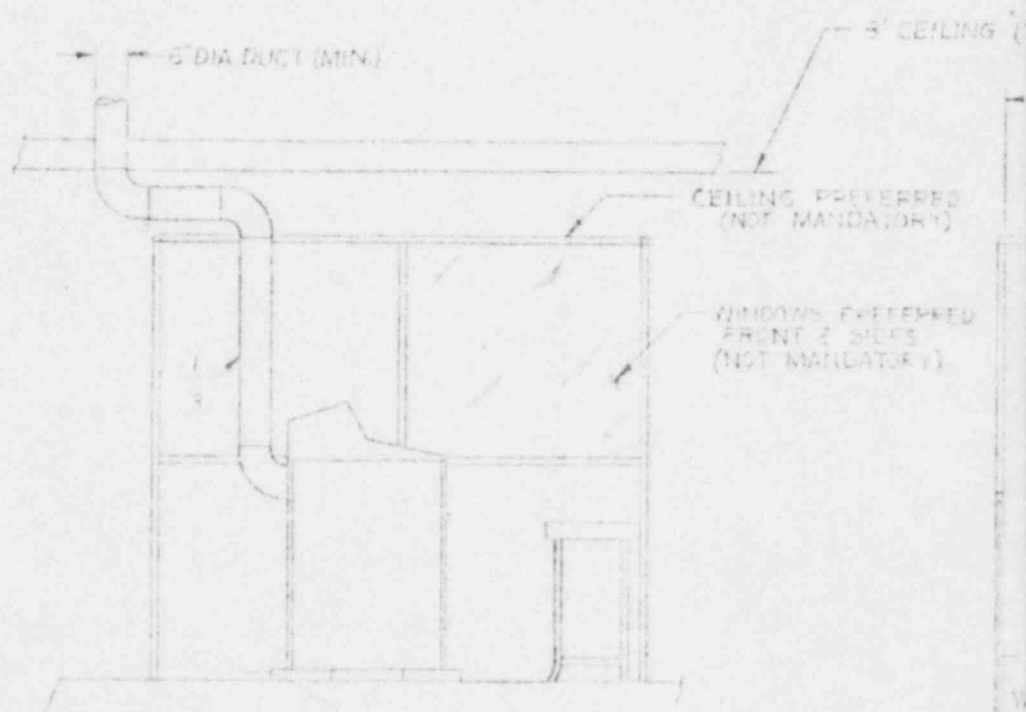 6" DIA DUCT (MIN.)
8' CEILING
CEILING PREFERRED
(NOT MANDATORY)
WINDOWS PREFERRED
FRONT & SIDES
(NOT MANDATORY)